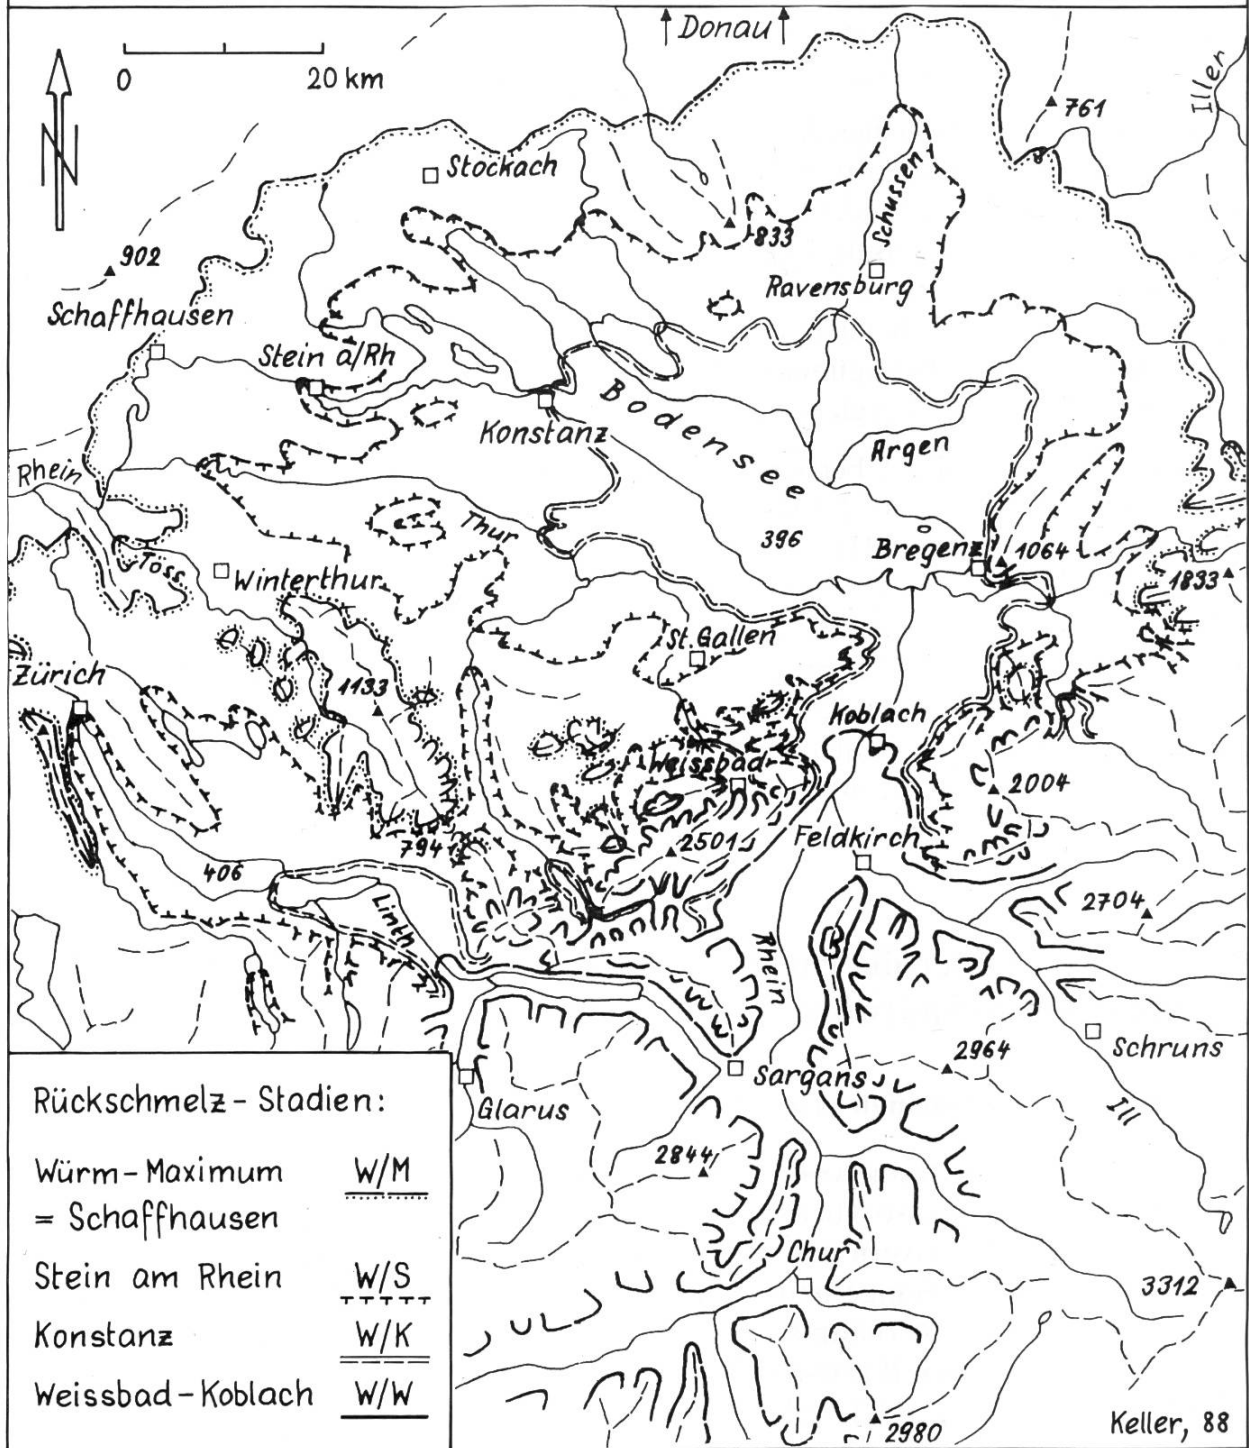 Donau
0 20 km
N
Iller
761
Stockach
Schussen
833
902
Ravensburg
Schaffhausen
Stein a/Rh
Bodensee
Konstanz
Argen
Rhein
Thur
396
Bregenz
1064
Töss
1833
Winterthur
St. Gallen
Zürich
1133
Koblach
Weissbad
2004
794
2501
Feldkirch
406
2704
Linth
Rhein
Schruns
2964
Sargans
Glarus
Ill
2844
Chur
3312
2980
Rückschmelz-Stadien:
Würm-Maximum W/M
= Schaffhausen
Stein am Rhein W/S
Konstanz W/K
Weissbad-Koblach W/W
Keller, 88